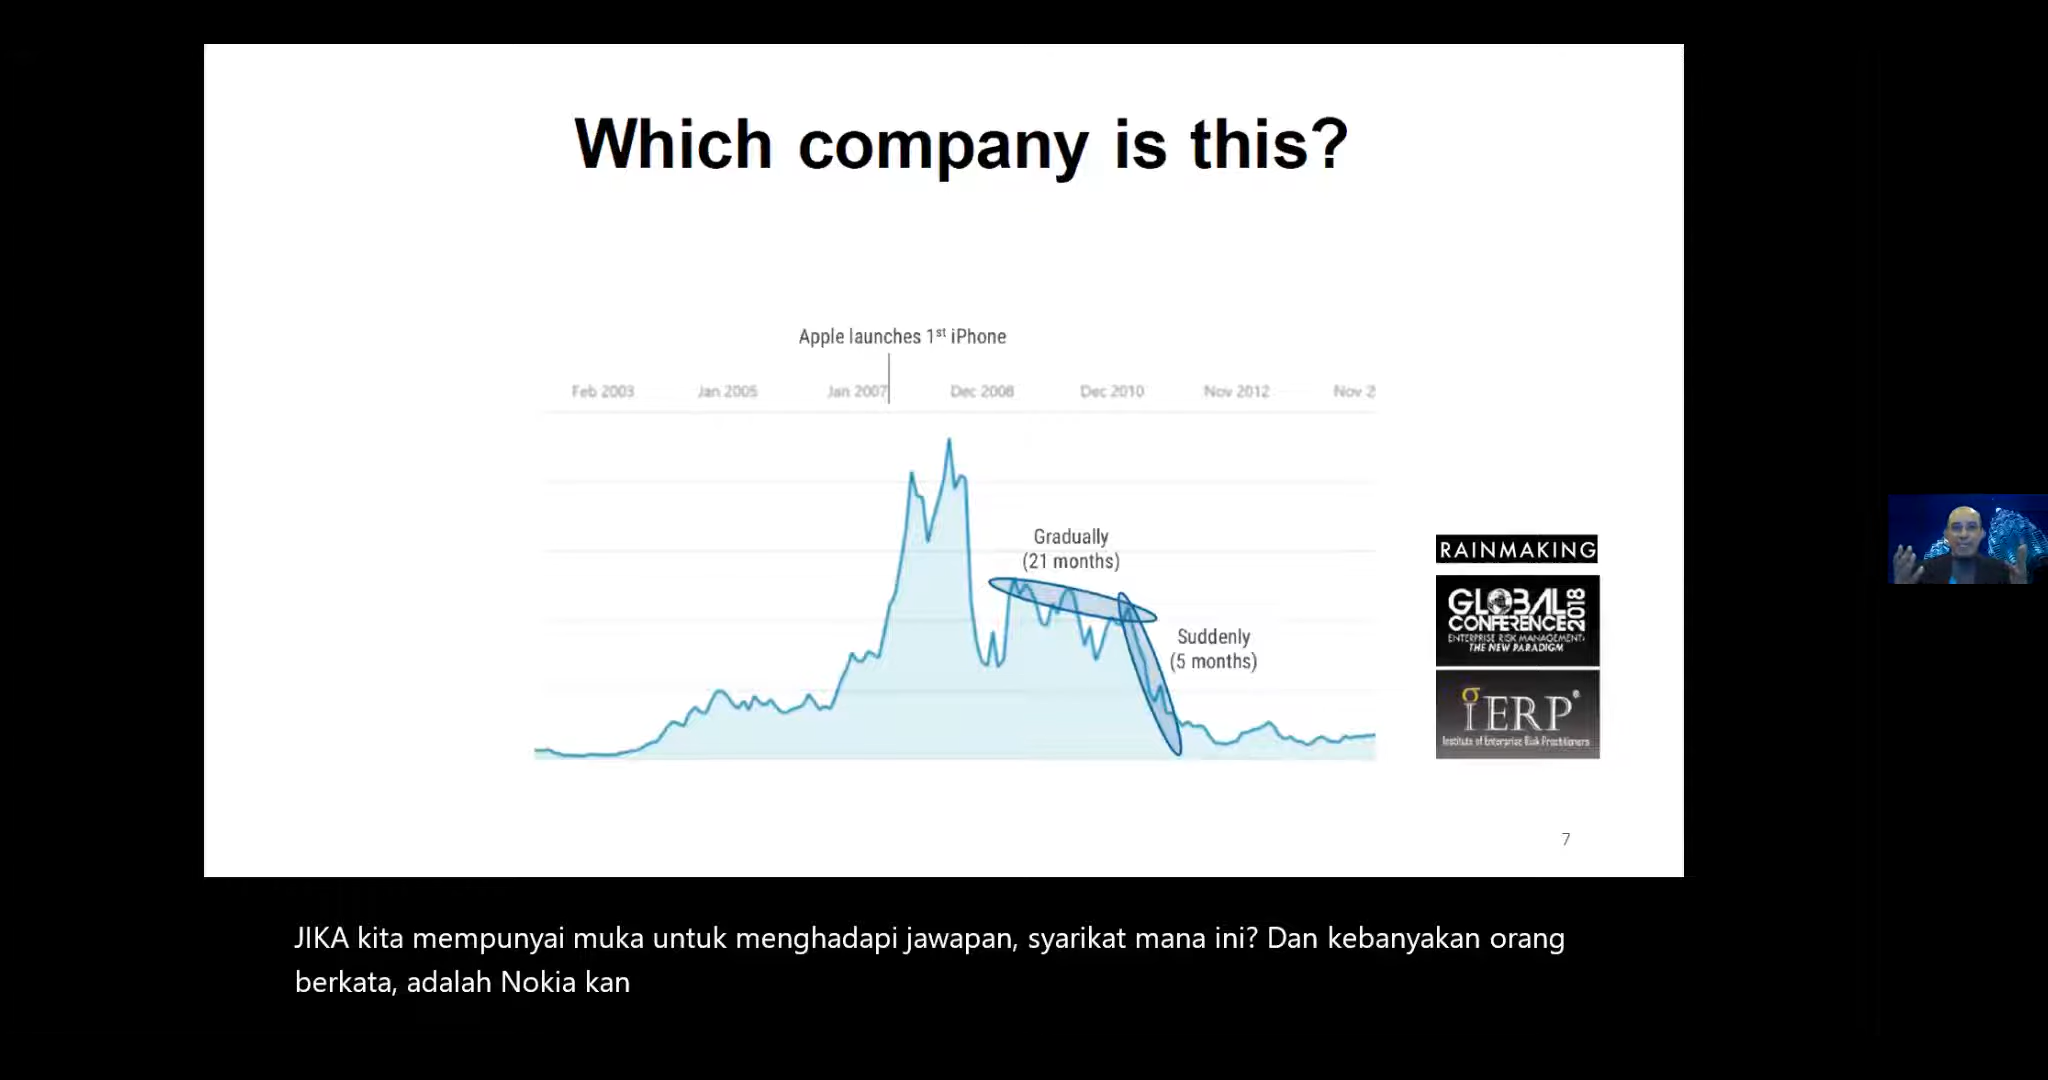 Which company is this?
Apple launches 1st iPhone
Feb 2003 Jan 2005 Jan 2007 Dec 2008 Dec 2010 Nov 2012 Nov 2
Gradually
(21 months)
Suddenly
(5 months)
RAINMAKING
GLOBAL
CONFERENCE
2018
ENTERPRISE RISK MANAGEMENT:
THE NEW PARADIGM
iERP®
Institute of Enterprise Risk Practitioners
7
JIKA kita mempunyai muka untuk menghadapi jawapan, syarikat mana ini? Dan kebanyakan orang
berkata, adalah Nokia kan